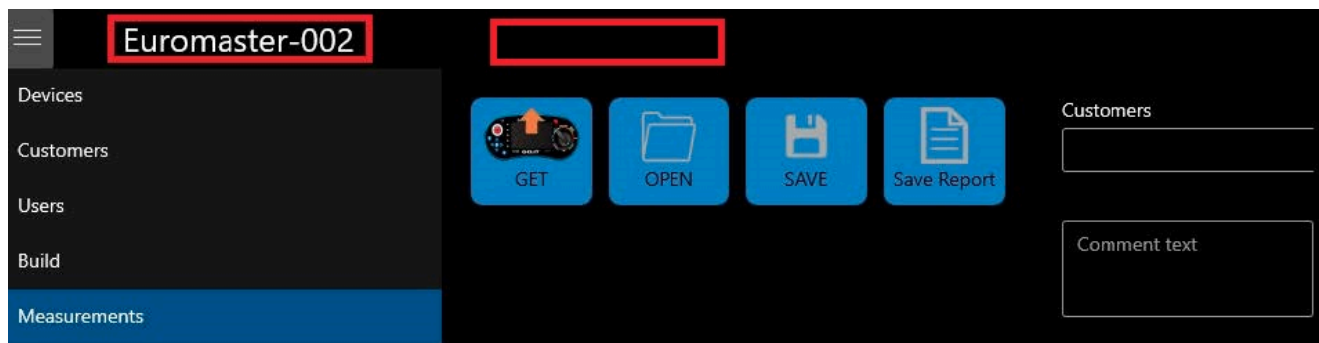 Euromaster-002
Devices
Customers
Users
Build
Measurements
GET
OPEN
SAVE
Save Report
Customers
Comment text